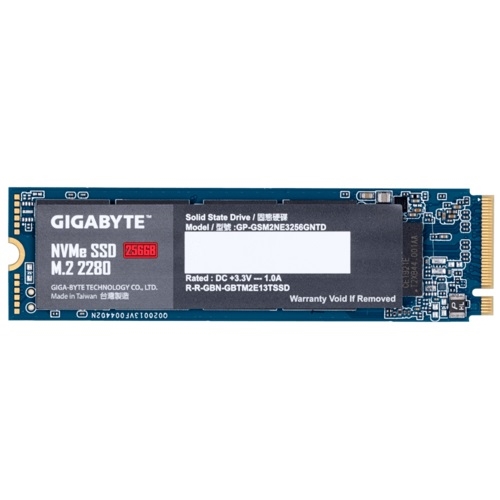 GIGABYTE™
NVMe SSD 256GB
M.2 2280
GIGA-BYTE TECHNOLOGY CO., LTD.
Made in Taiwan 台灣製造
Solid State Drive / 固態硬碟
Model / 型號 :GP-GSM2NE3256GNTD
Rated : DC +3.3V --- 1.0A
R-R-GBN-GBTM2E13TSSD
Warranty Void If Removed
QD20013VF004402N